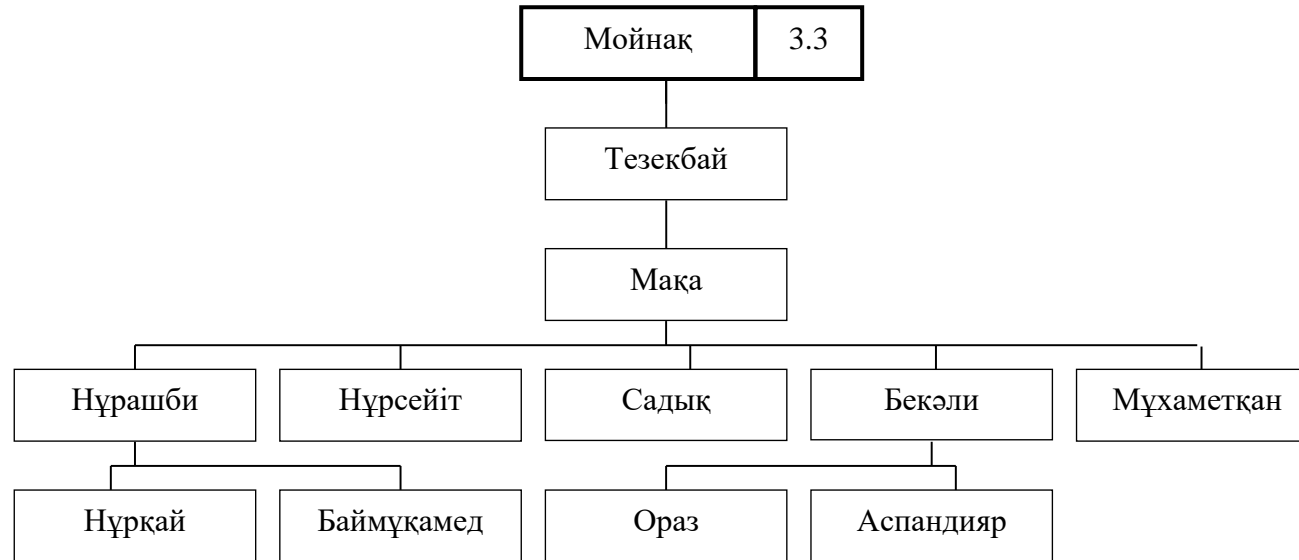 Мойнақ 3.3
Тезекбай
Мақа
Нұрашби Нұрсейіт Садық Бекәли Мұхаметқан
Нұрқай Баймұқамед Ораз Аспандияр